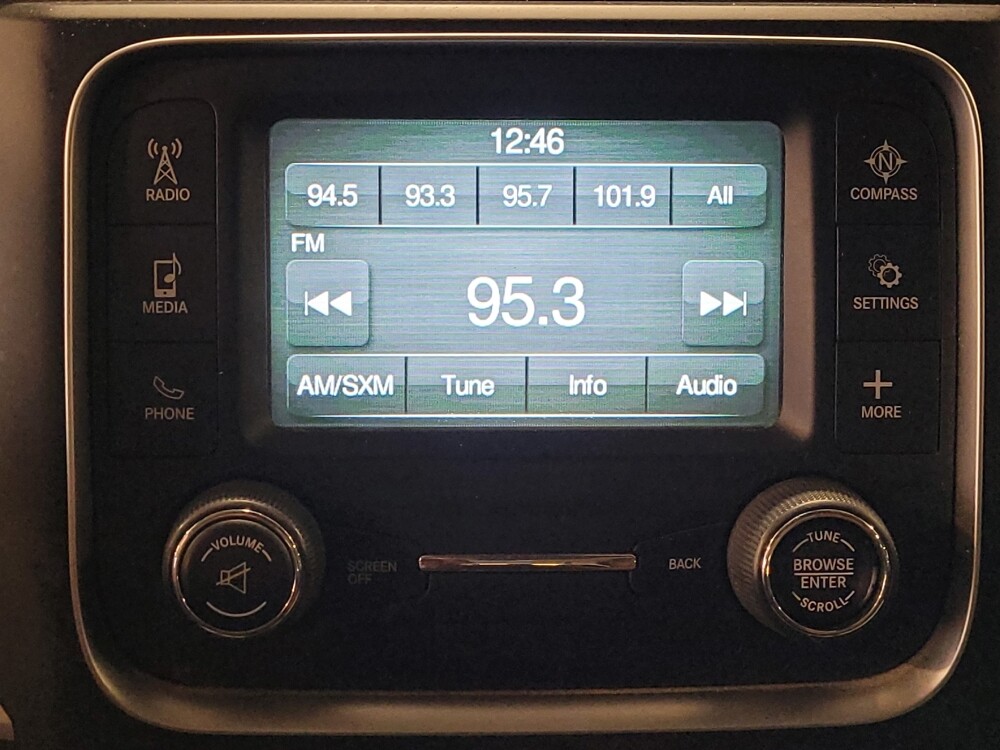 12:46
94.5 93.3 95.7 101.9 All
FM
95.3
AM/SXM Tune Info Audio
RADIO
MEDIA
PHONE
N
COMPASS
SETTINGS
MORE
VOLUME
SCREEN
OFF
BACK
TUNE
BROWSE
ENTER
SCROLL